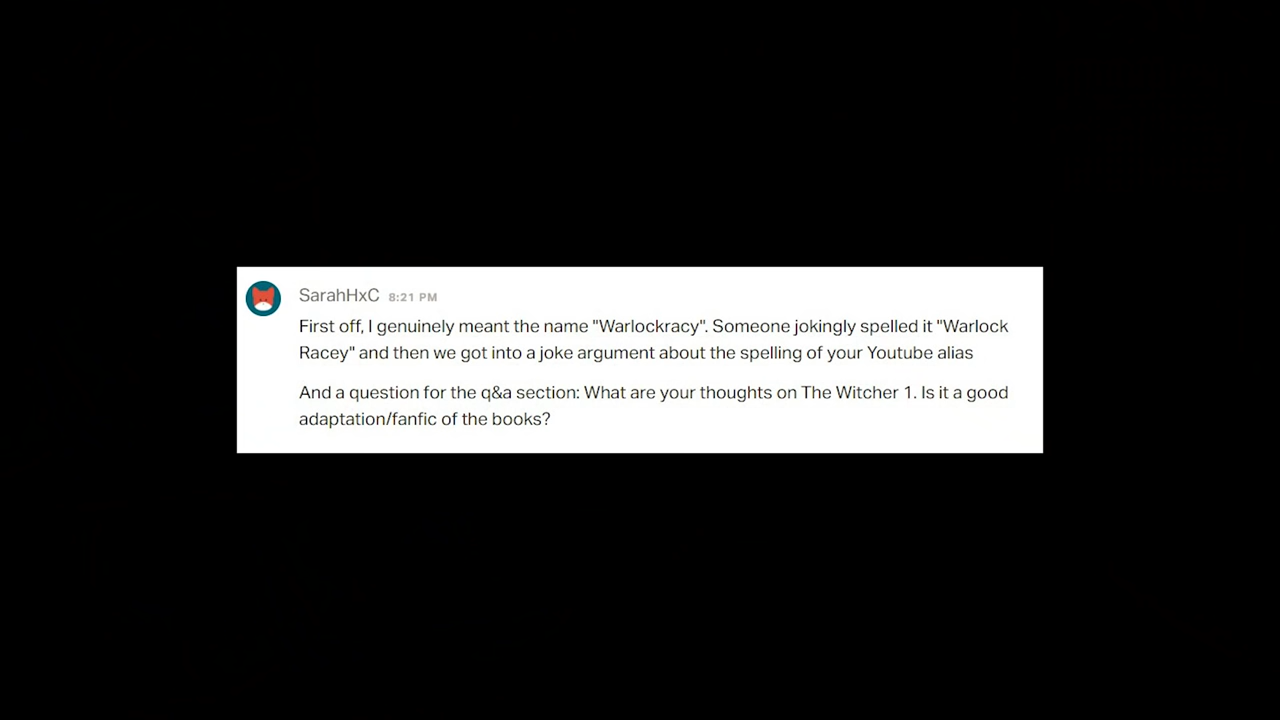 SarahHxC 8:21 PM
First off, I genuinely meant the name "Warlockracy". Someone jokingly spelled it "Warlock
Racey" and then we got into a joke argument about the spelling of your Youtube alias
And a question for the q&a section: What are your thoughts on The Witcher 1. Is it a good
adaptation/fanfic of the books?